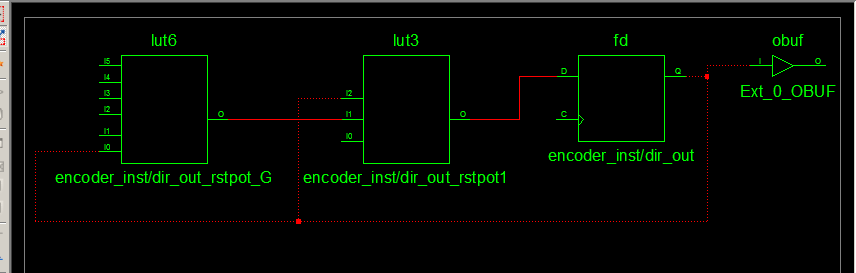 lut6 lut3 fd obuf
I5
I4
I3
I2
I1
I0
O
I2
I1
I0
O
D
C
Q
I
O
Ext_0_OBUF
encoder_inst/dir_out
encoder_inst/dir_out_rstpot_G
encoder_inst/dir_out_rstpot1